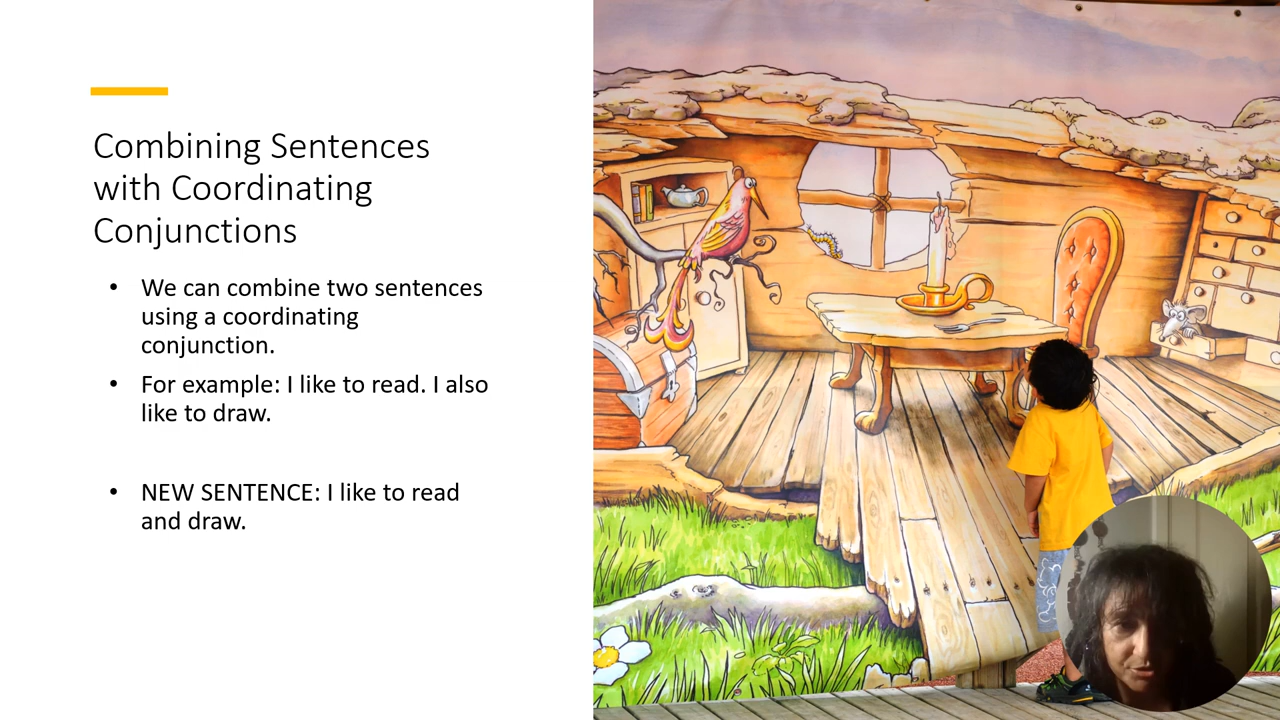 Combining Sentences
with Coordinating
Conjunctions
• We can combine two sentences
using a coordinating
conjunction.
• For example: I like to read. I also
like to draw.
• NEW SENTENCE: I like to read
and draw.